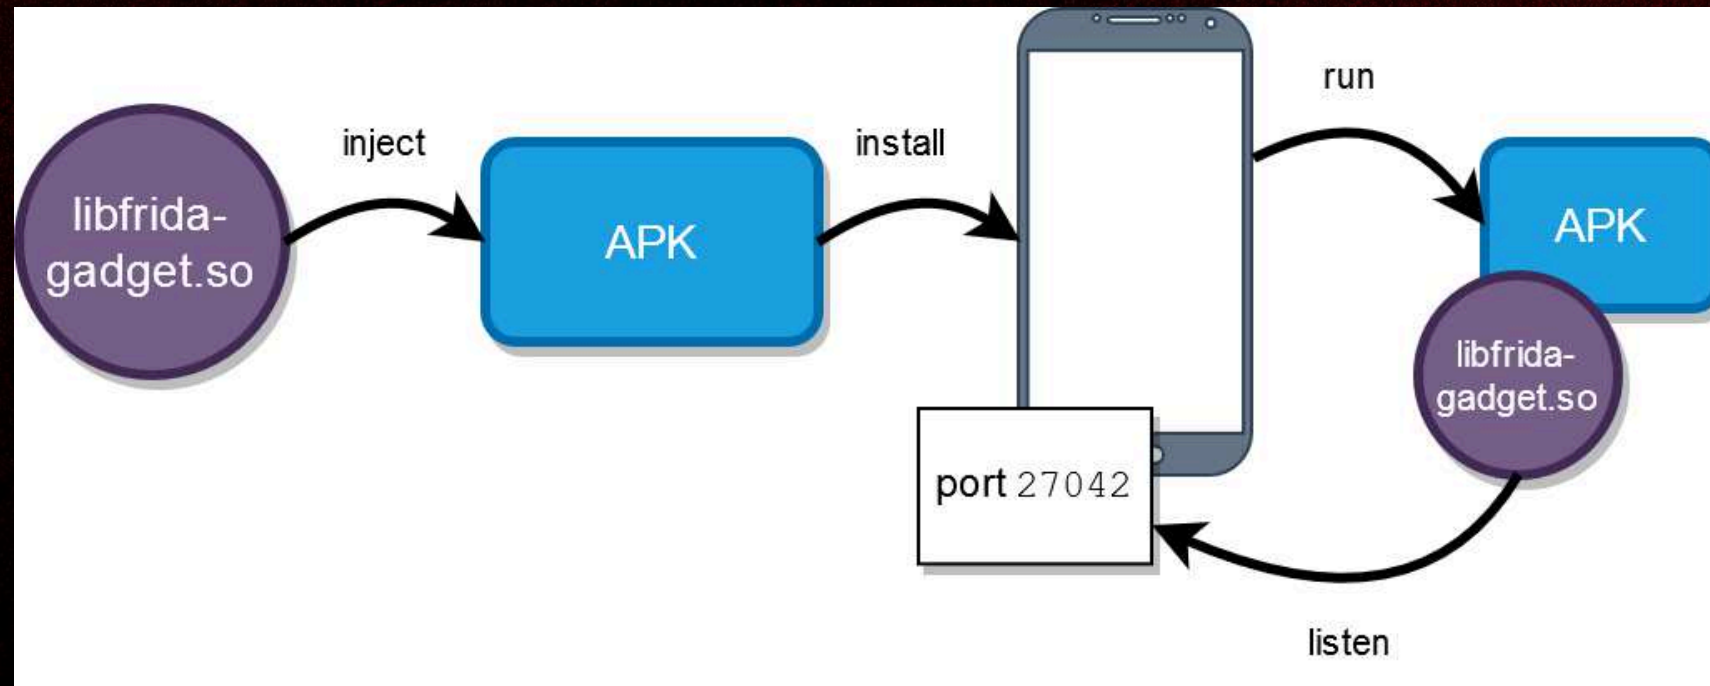 libfrida-
gadget.so
inject
APK
install
port 27042
run
APK
libfrida-
gadget.so
listen